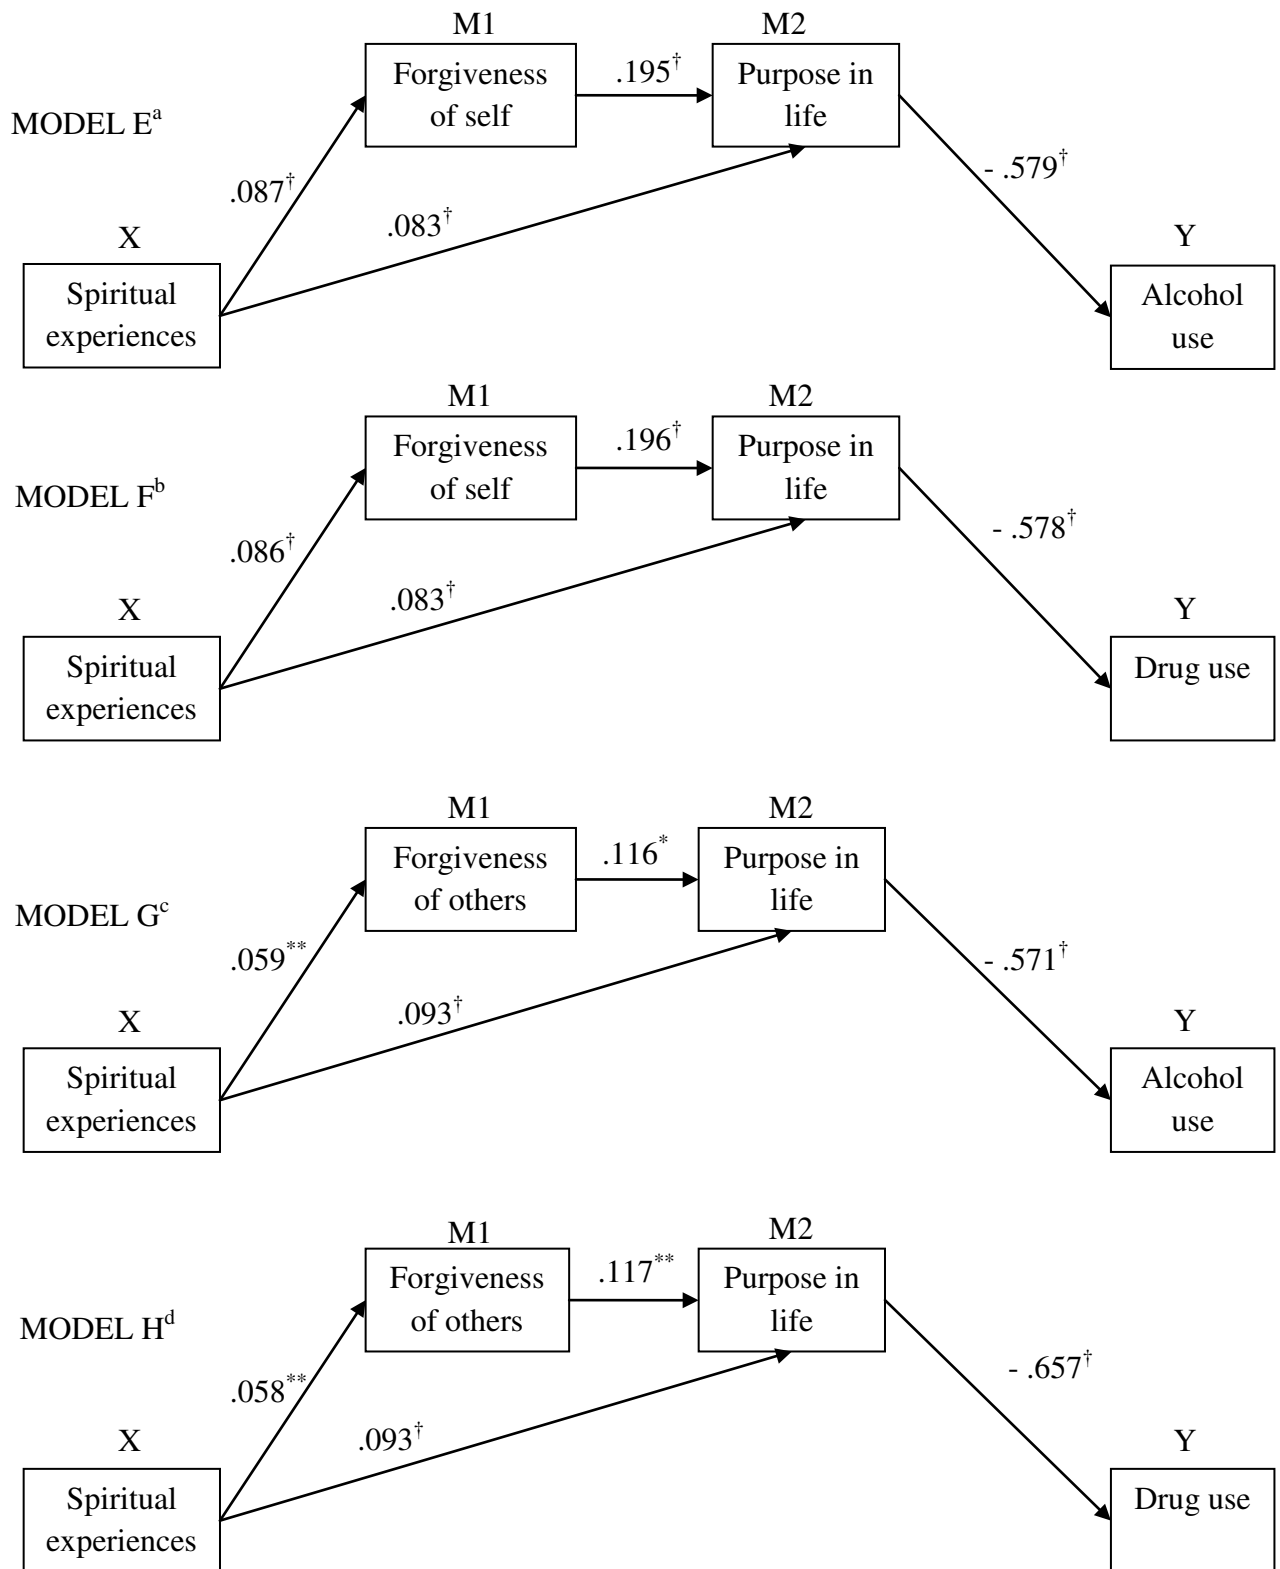 M1
M2
Forgiveness
of self
.195†
Purpose in
life
MODEL Eᵃ
- .579†
.087†
.083†
X
Y
Spiritual
experiences
Alcohol
use
M1
M2
Forgiveness
of self
.196†
Purpose in
life
MODEL Fᵇ
- .578†
.086†
.083†
X
Y
Spiritual
experiences
Drug use
M1
M2
Forgiveness
of others
.116*
Purpose in
life
MODEL Gᶜ
.059**
- .571†
.093†
X
Y
Spiritual
experiences
Alcohol
use
M1
M2
Forgiveness
of others
.117**
Purpose in
life
MODEL Hᵈ
- .657†
.058**
.093†
X
Y
Spiritual
experiences
Drug use